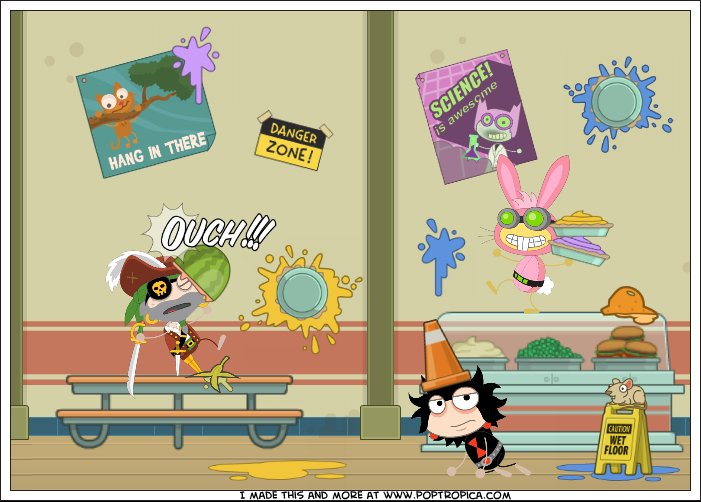 HANG IN THERE
DANGER
ZONE!
SCIENCE!
is awesome
OUCH!!!
CAUTION
WET
FLOOR
I MADE THIS AND MORE AT WWW.POPTROPICA.COM